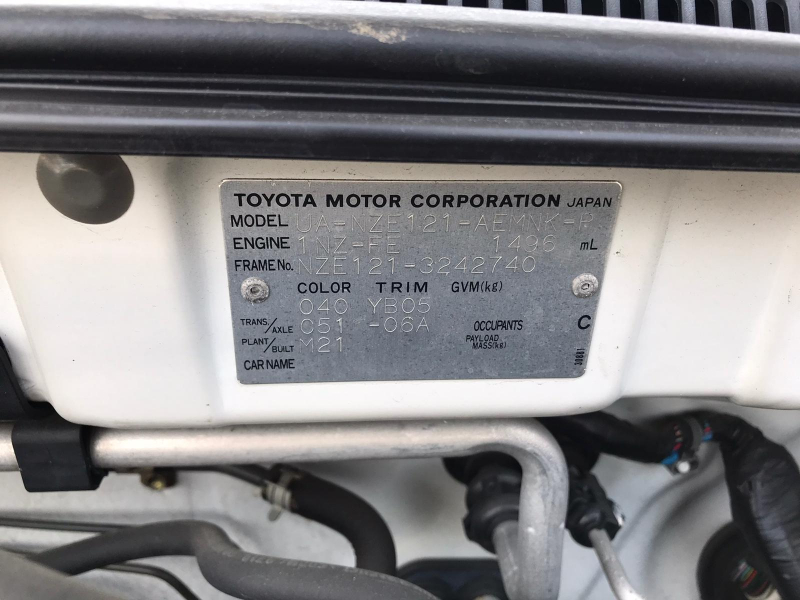 TOYOTA MOTOR CORPORATION JAPAN
MODEL UA-NZE121-AEMNK-P
ENGINE 1NZ-FE 1496 mL
FRAME No. NZE121-3242740
COLOR TRIM GVM(kg)
040 YB05
TRANS./AXLE C51 -06A OCCUPANTS C
PLANT/BUILT M21 PAYLOAD MASS(kg)
CAR NAME